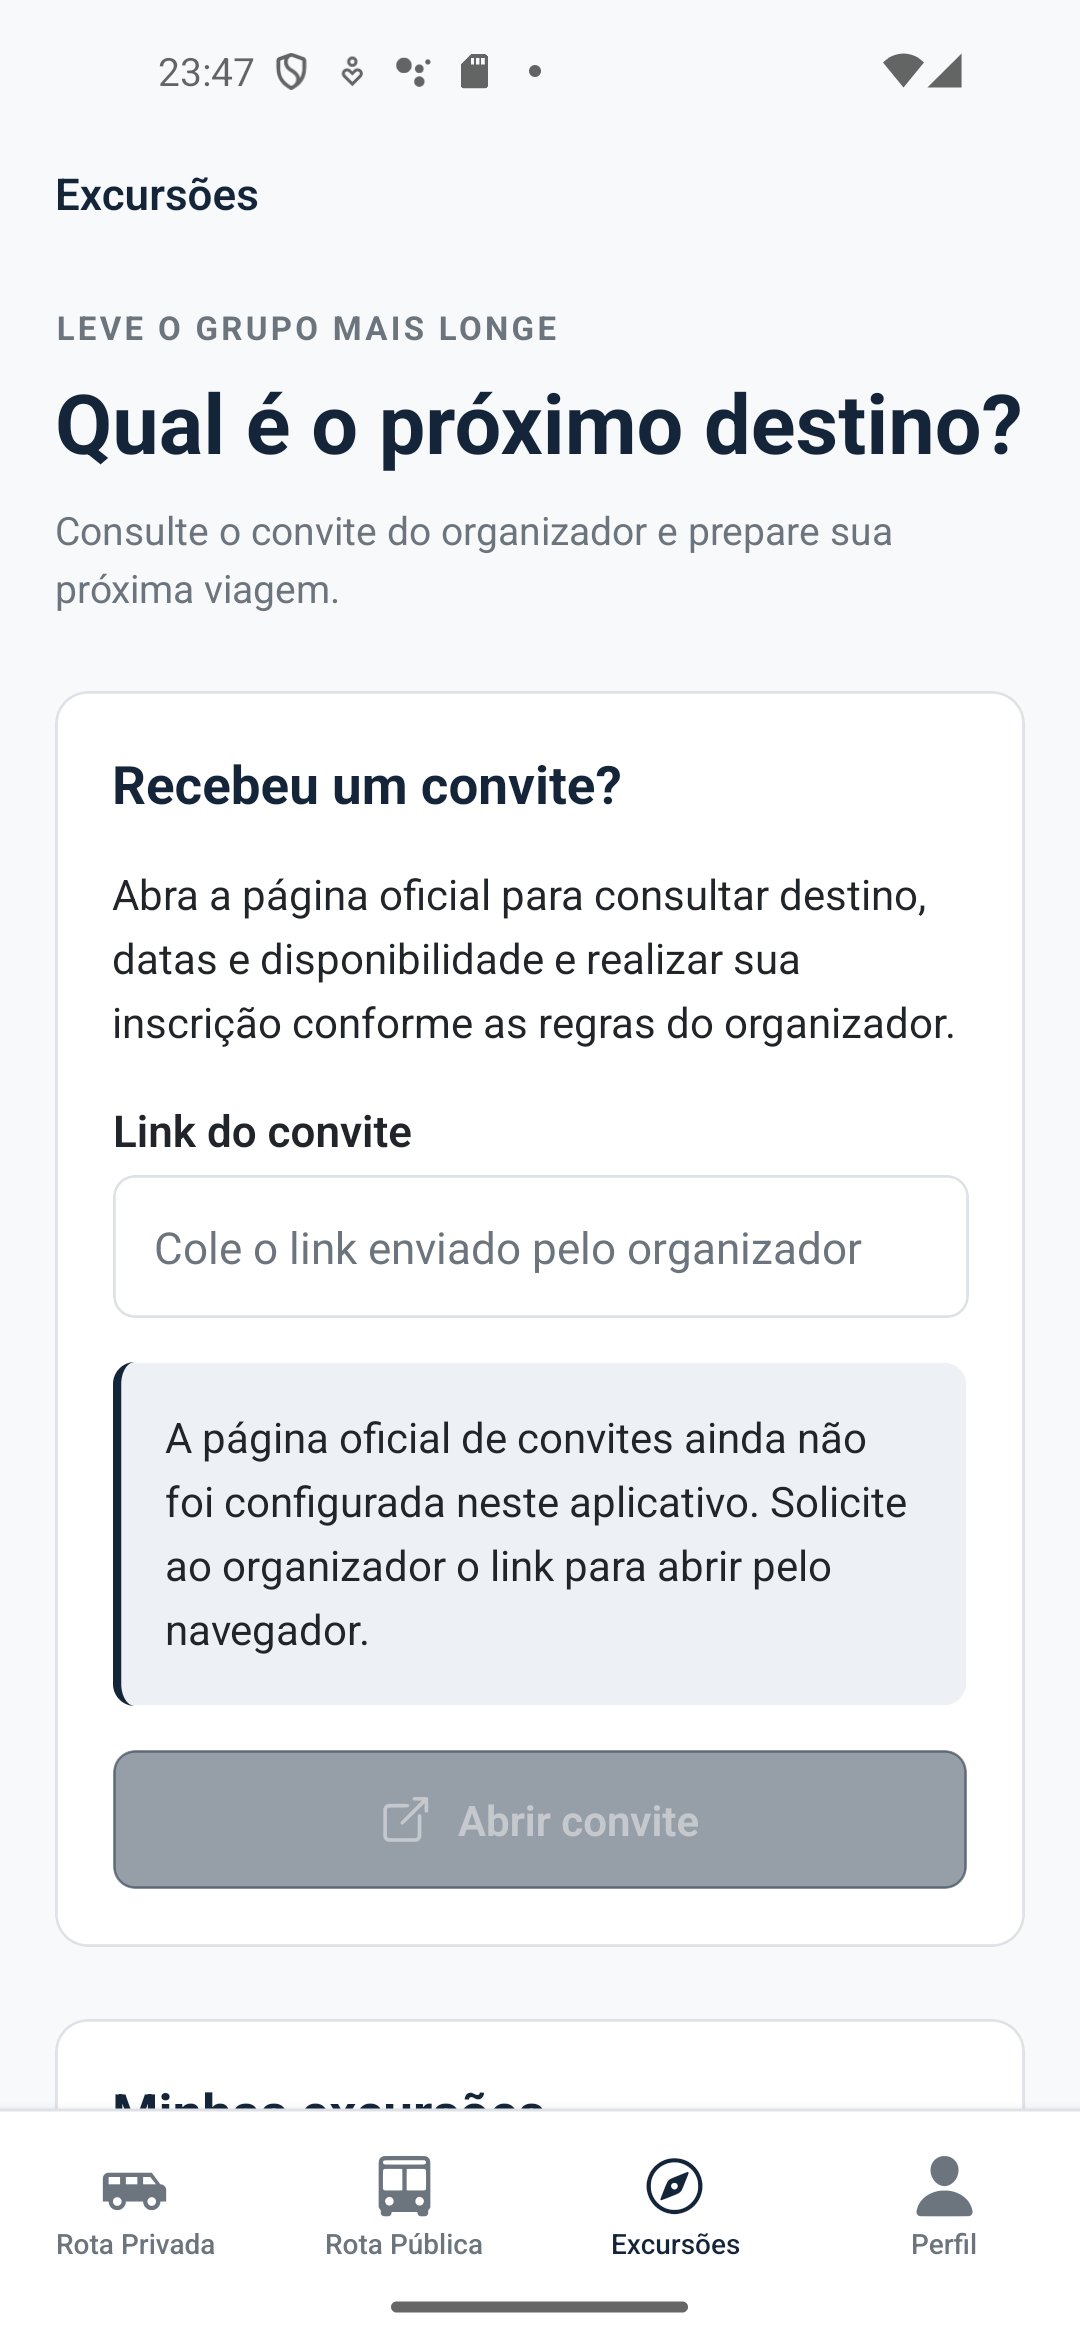 23:47
Excursões
LEVE O GRUPO MAIS LONGE
Qual é o próximo destino?
Consulte o convite do organizador e prepare sua
próxima viagem.
Recebeu um convite?
Abra a página oficial para consultar destino,
datas e disponibilidade e realizar sua
inscrição conforme as regras do organizador.
Link do convite
Cole o link enviado pelo organizador
A página oficial de convites ainda não
foi configurada neste aplicativo. Solicite
ao organizador o link para abrir pelo
navegador.
Abrir convite
Minhas excursões
Rota Privada
Rota Pública
Excursões
Perfil